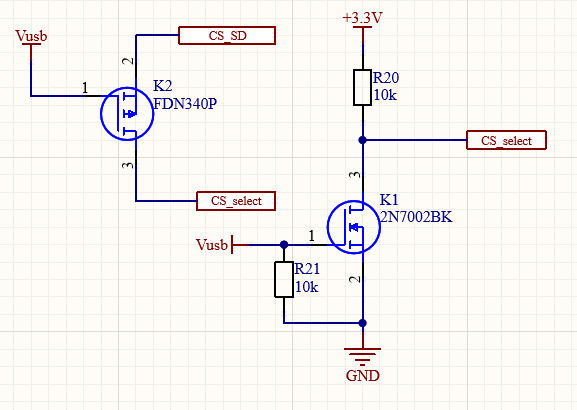 +3.3V
Vusb
CS_SD
2
K2
FDN340P
1
R20
10k
CS_select
3
3
CS_select
K1
2N7002BK
1
Vusb
R21
10k
2
GND